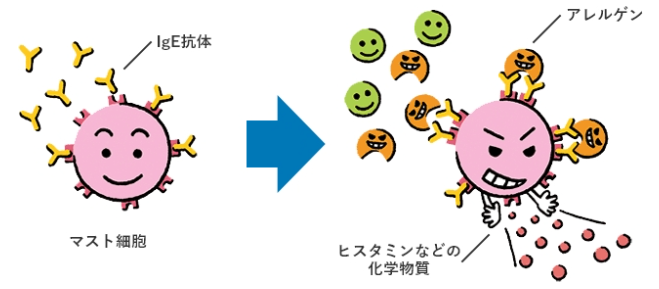 IgE抗体
マスト細胞
アレルゲン
ヒスタミンなどの
化学物質